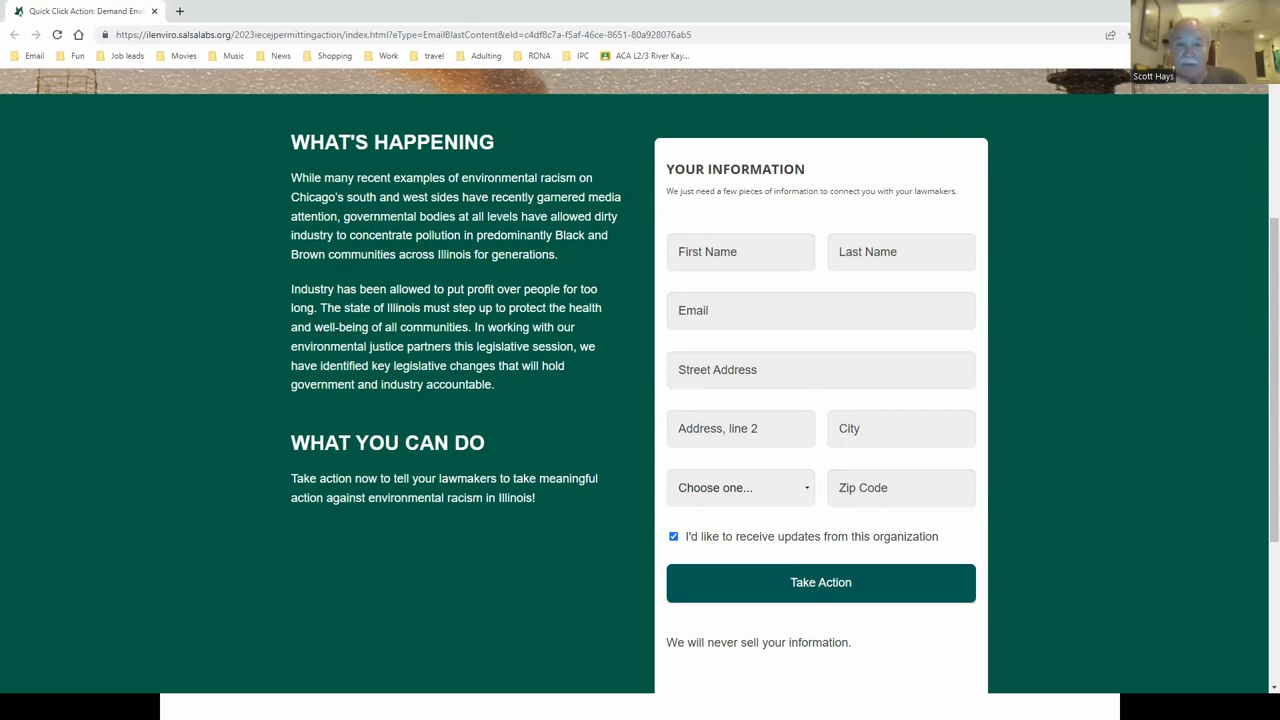 Quick Click Action: Demand Envi
https://ilenviro.salsalabs.org/2023iecejpermittingaction/index.html?eType=EmailBlastContent&eId=c4df8c7a-f5af-46ce-8651-80a928076ab5
Email Fun Job leads Movies Music News Shopping Work travel Adulting RONA IPC ACA L2/3 River Kay...
Scott Hays
WHAT'S HAPPENING
While many recent examples of environmental racism on
Chicago's south and west sides have recently garnered media
attention, governmental bodies at all levels have allowed dirty
industry to concentrate pollution in predominantly Black and
Brown communities across Illinois for generations.
Industry has been allowed to put profit over people for too
long. The state of Illinois must step up to protect the health
and well-being of all communities. In working with our
environmental justice partners this legislative session, we
have identified key legislative changes that will hold
government and industry accountable.
WHAT YOU CAN DO
Take action now to tell your lawmakers to take meaningful
action against environmental racism in Illinois!
YOUR INFORMATION
We just need a few pieces of information to connect you with your lawmakers.
First Name Last Name
Email
Street Address
Address, line 2 City
Choose one... Zip Code
I'd like to receive updates from this organization
Take Action
We will never sell your information.